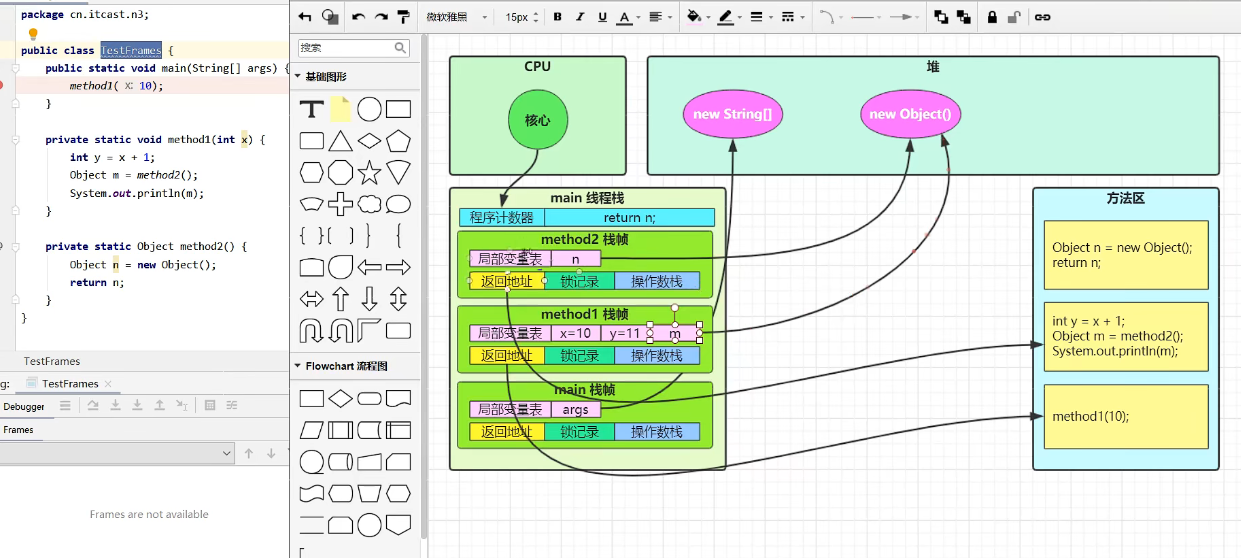 package cn.itcast.n3;
public class TestFrames {
public static void main(String[] args) {
method1( x: 10);
}
private static void method1(int x) {
int y = x + 1;
Object m = method2();
System.out.println(m);
}
private static Object method2() {
Object n = new Object();
return n;
}
}
TestFrames
g: TestFrames ×
Debugger
Frames
Frames are not available
微软雅黑 15px B I U A
搜索
基础图形
T
Flowchart 流程图
CPU
核心
堆
new String[]
new Object()
main 线程栈
程序计数器 return n;
method2 栈帧
局部变量表 n
返回地址 锁记录 操作数栈
method1 栈帧
局部变量表 x=10 y=11 m
返回地址 锁记录 操作数栈
main 栈帧
局部变量表 args
返回地址 锁记录 操作数栈
方法区
Object n = new Object();
return n;
int y = x + 1;
Object m = method2();
System.out.println(m);
method1(10);